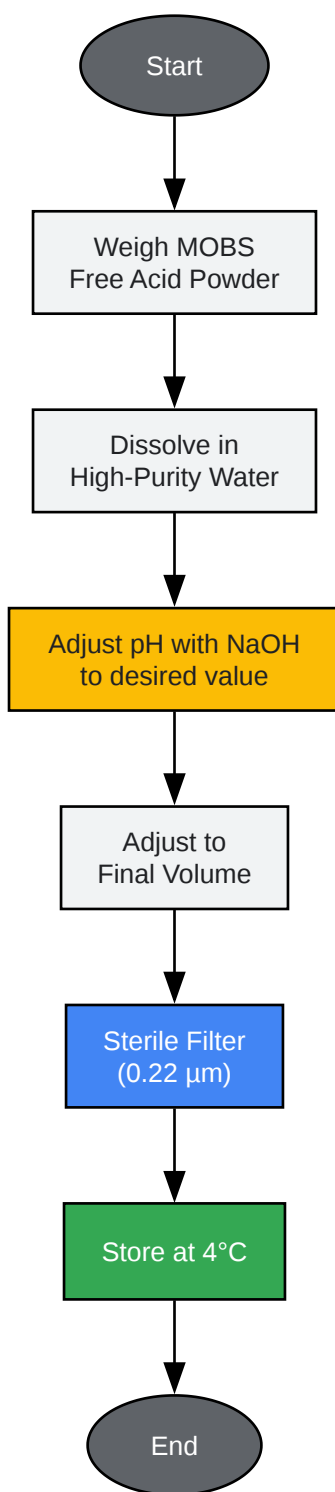 Start
Weigh MOBS
Free Acid Powder
Dissolve in
High-Purity Water
Adjust pH with NaOH
to desired value
Adjust to
Final Volume
Sterile Filter
(0.22 µm)
Store at 4°C
End